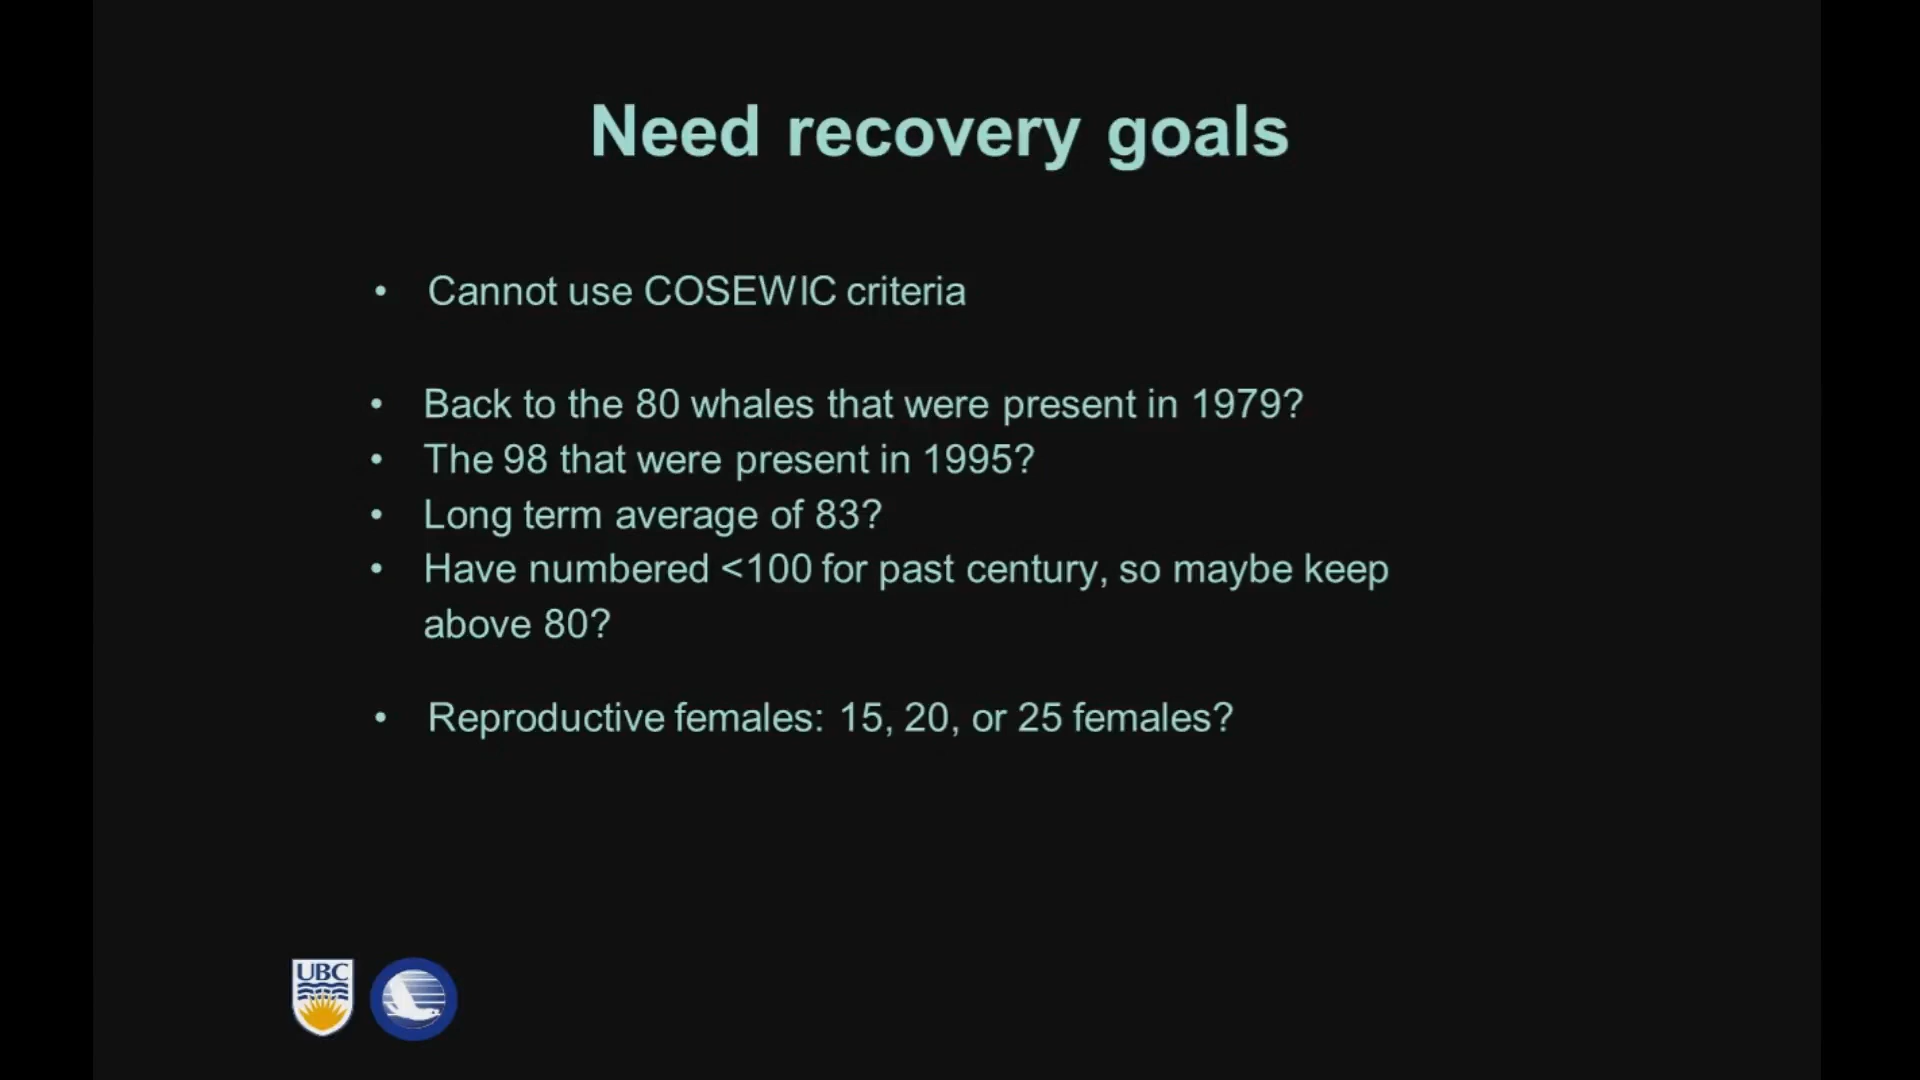 Need recovery goals
• Cannot use COSEWIC criteria
• Back to the 80 whales that were present in 1979?
• The 98 that were present in 1995?
• Long term average of 83?
• Have numbered <100 for past century, so maybe keep
above 80?
• Reproductive females: 15, 20, or 25 females?
UBC